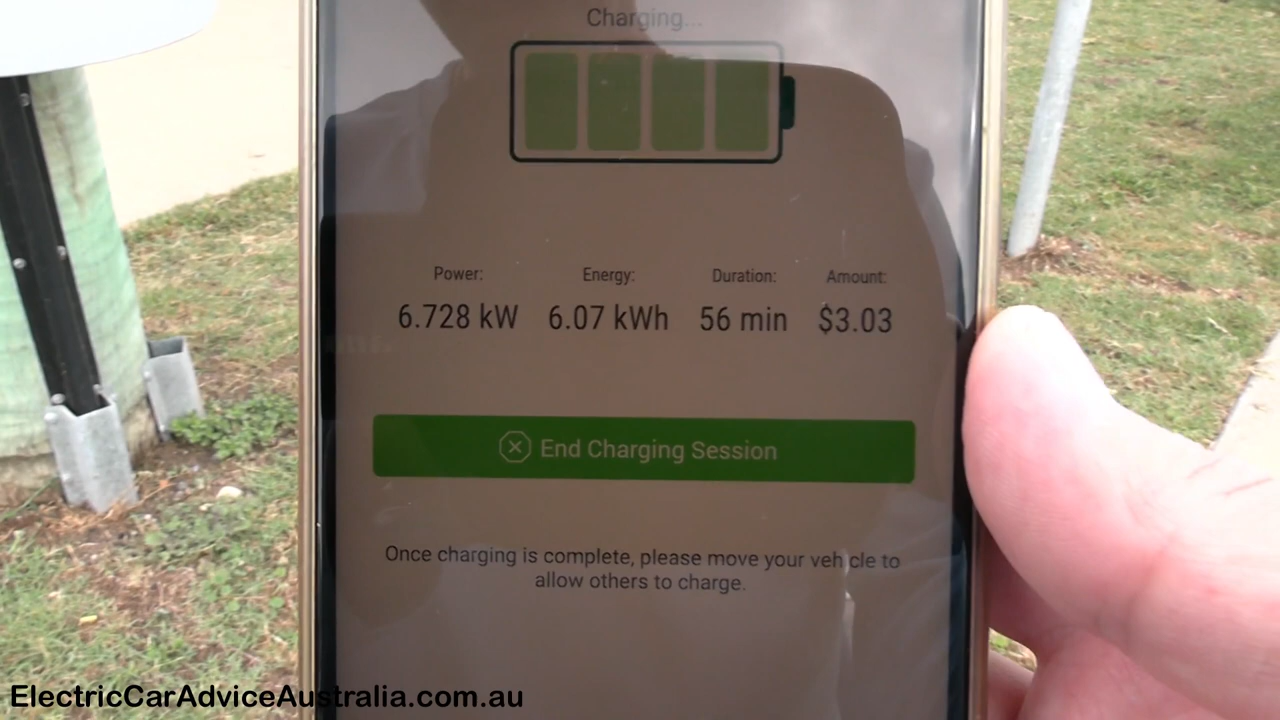 Charging...
Power: Energy: Duration: Amount:
6.728 kW 6.07 kWh 56 min $3.03
End Charging Session
Once charging is complete, please move your vehicle to
allow others to charge.
ElectricCarAdviceAustralia.com.au